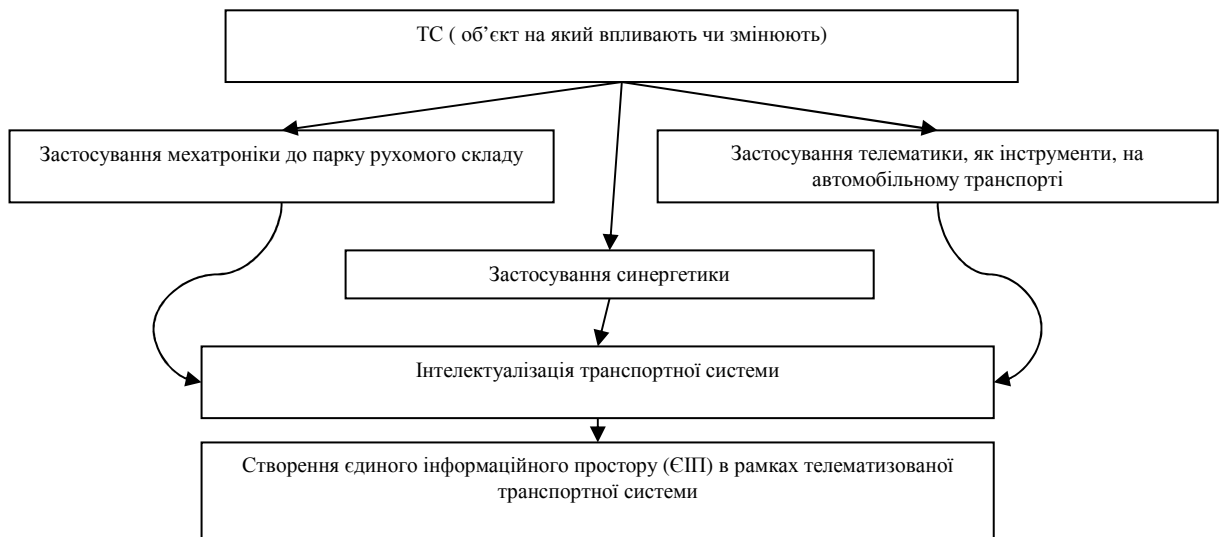 ТС ( об’єкт на який впливають чи змінюють)
Застосування мехатроніки до парку рухомого складу
Застосування телематики, як інструменти, на
автомобільному транспорті
Застосування синергетики
Інтелектуалізація транспортної системи
Створення єдиного інформаційного простору (ЄІП) в рамках телематизованої
транспортної системи